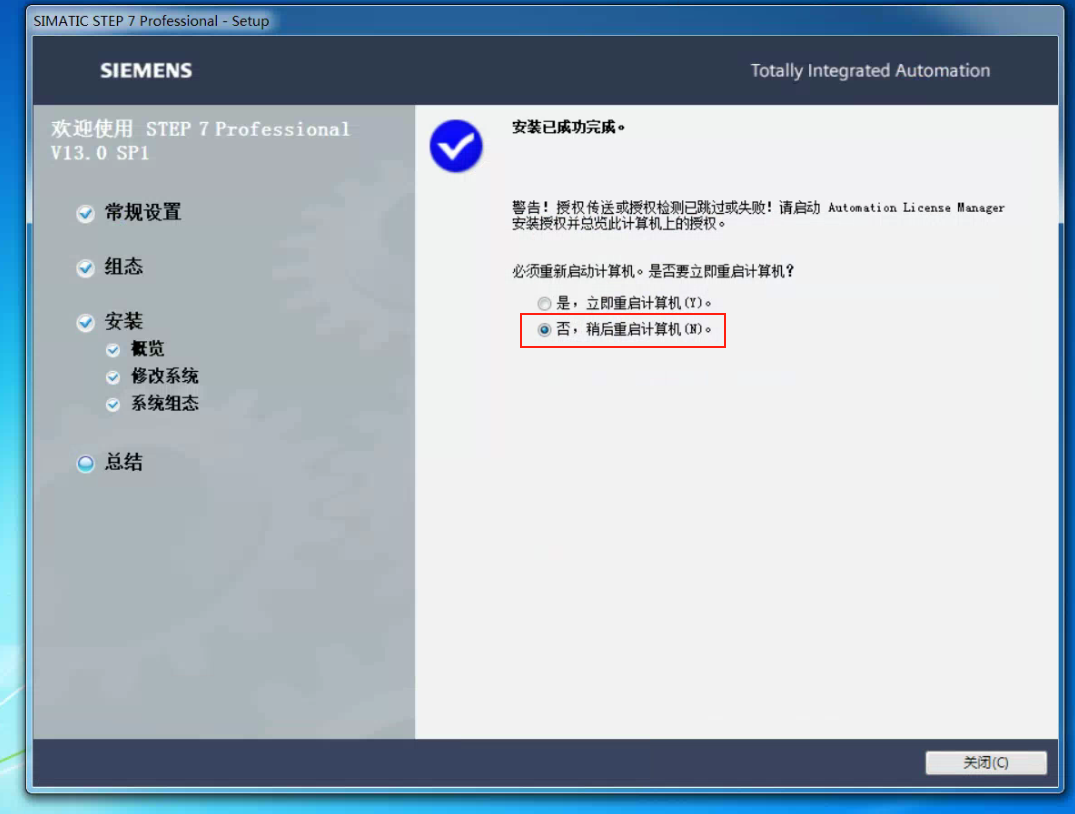 SIMATIC STEP 7 Professional - Setup
SIEMENS
Totally Integrated Automation
欢迎使用 STEP 7 Professional
V13.0 SP1
常规设置
组态
安装
概览
修改系统
系统组态
总结
安装已成功完成。
警告! 授权传送或授权检测已跳过或失败! 请启动 Automation License Manager
安装授权并总览此计算机上的授权。
必须重新启动计算机。是否要立即重启计算机?
是，立即重启计算机(Y)。
否，稍后重启计算机(N)。
关闭(C)